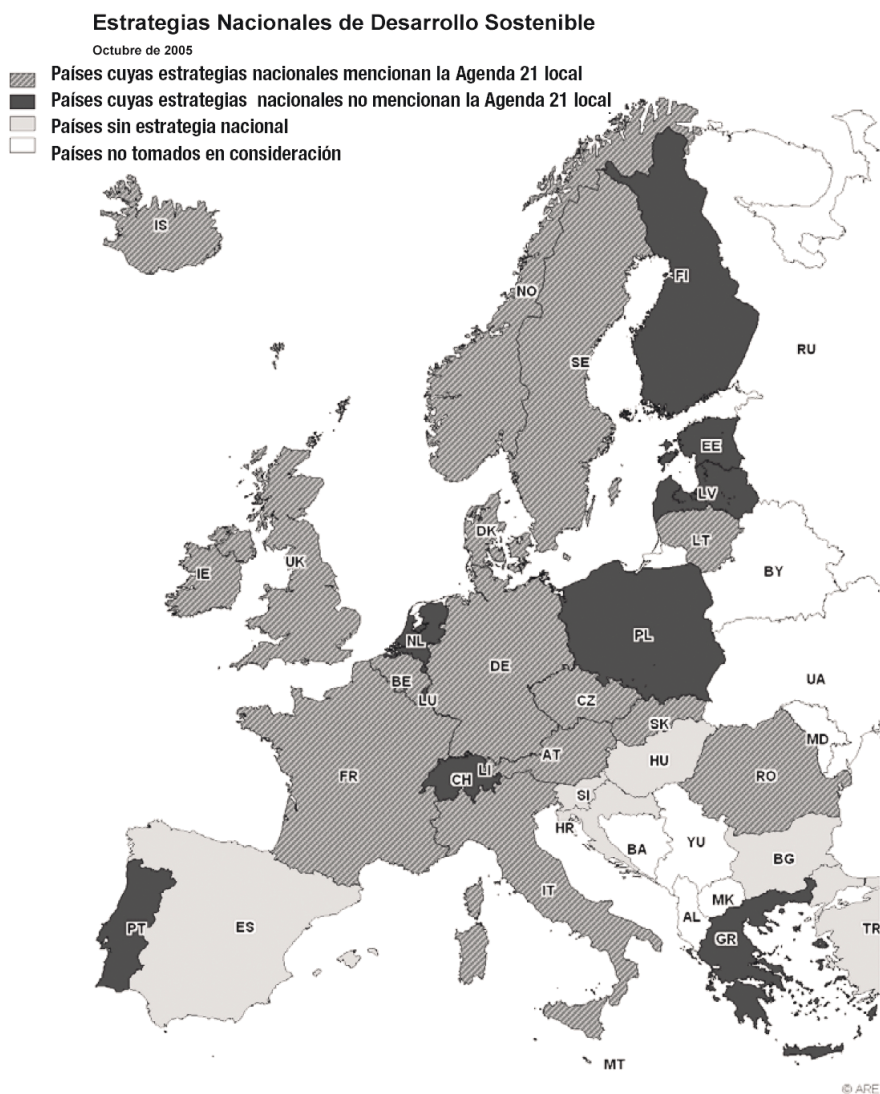 Estrategias Nacionales de Desarrollo Sostenible
Octubre de 2005
Países cuyas estrategias nacionales mencionan la Agenda 21 local
Países cuyas estrategias nacionales no mencionan la Agenda 21 local
Países sin estrategia nacional
Países no tomados en consideración
IS
FI
NO
RU
SE
EE
LV
DK
LT
UK
IE
BY
NL
PL
DE
BE
UA
LU
CZ
SK
MD
AT
HU
LI
FR
CH
RO
SI
HR
YU
BA
BG
IT
MK
AL
PT
ES
TR
GR
MT
© ARE